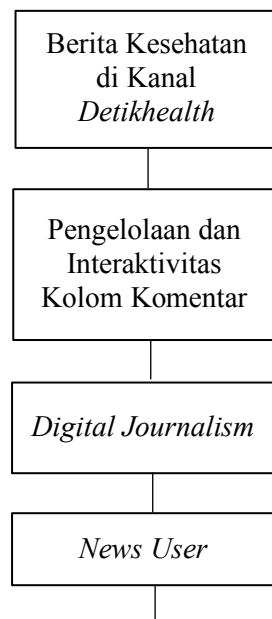 Berita Kesehatan
di Kanal
Detikhealth
Pengelolaan dan
Interaktivitas
Kolom Komentar
Digital Journalism
News User